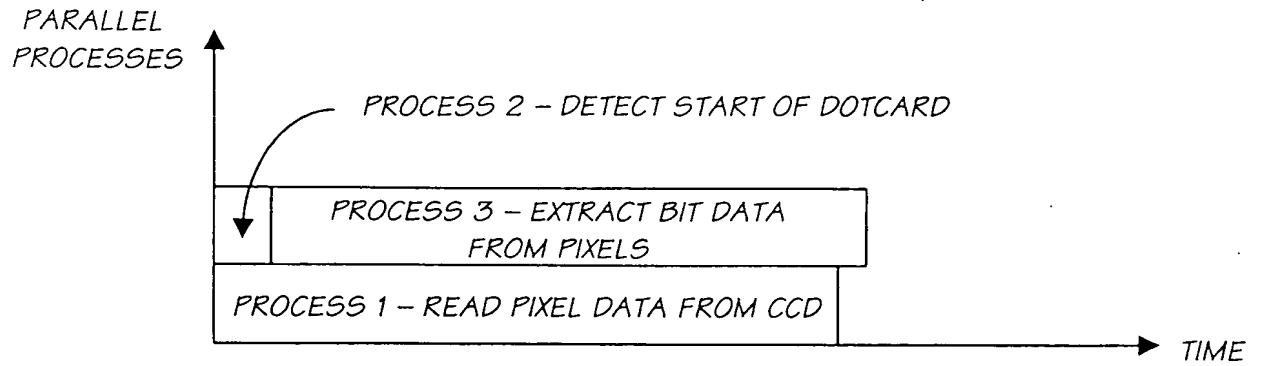 PARALLEL
PROCESSES
PROCESS 2 – DETECT START OF DOTCARD
PROCESS 3 – EXTRACT BIT DATA
FROM PIXELS
PROCESS 1 – READ PIXEL DATA FROM CCD
TIME